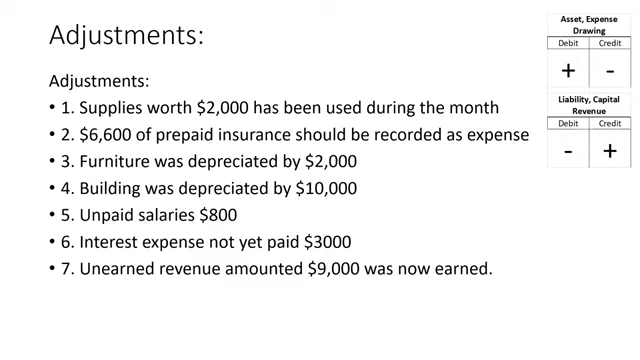 Adjustments:
Adjustments:
• 1. Supplies worth $2,000 has been used during the month
• 2. $6,600 of prepaid insurance should be recorded as expense
• 3. Furniture was depreciated by $2,000
• 4. Building was depreciated by $10,000
• 5. Unpaid salaries $800
• 6. Interest expense not yet paid $3000
• 7. Unearned revenue amounted $9,000 was now earned.
Asset, Expense
Drawing
Debit Credit
+ -
Liability, Capital
Revenue
Debit Credit
- +